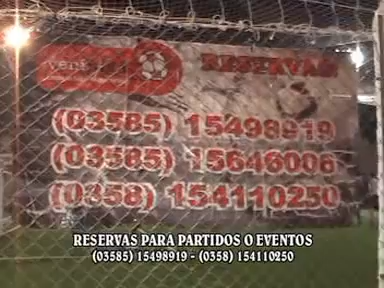 RESERVAS
(03585) 15498919
(03585) 15646006
(0358) 154110250
RESERVAS PARA PARTIDOS O EVENTOS
(03585) 15498919 - (0358) 154110250